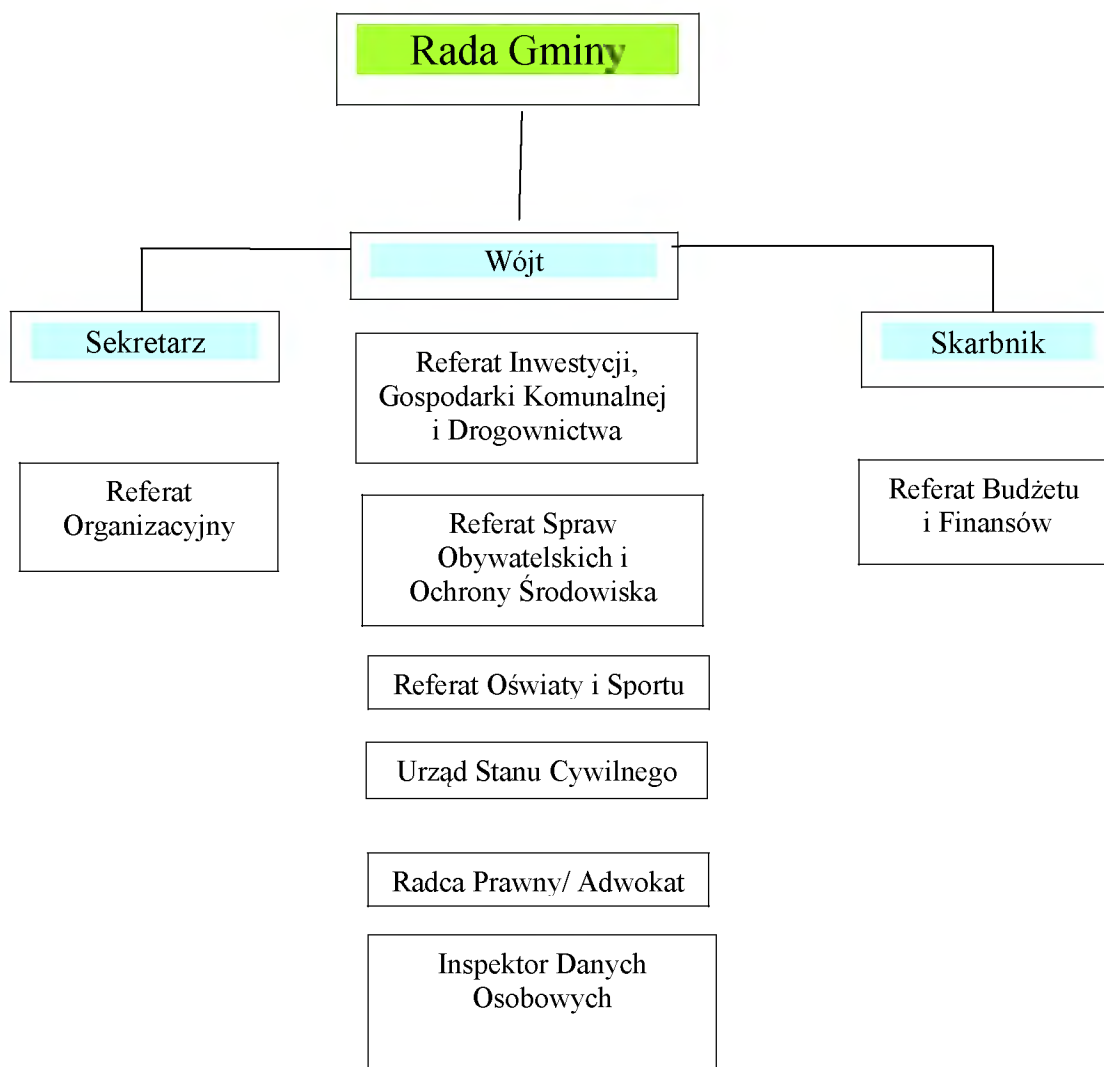 Rada Gminy
Wójt
Sekretarz
Skarbnik
Referat Inwestycji,
Gospodarki Komunalnej
i Drogownictwa
Referat
Organizacyjny
Referat Budżetu
i Finansów
Referat Spraw
Obywatelskich i
Ochrony Środowiska
Referat Oświaty i Sportu
Urząd Stanu Cywilnego
Radca Prawny/ Adwokat
Inspektor Danych
Osobowych